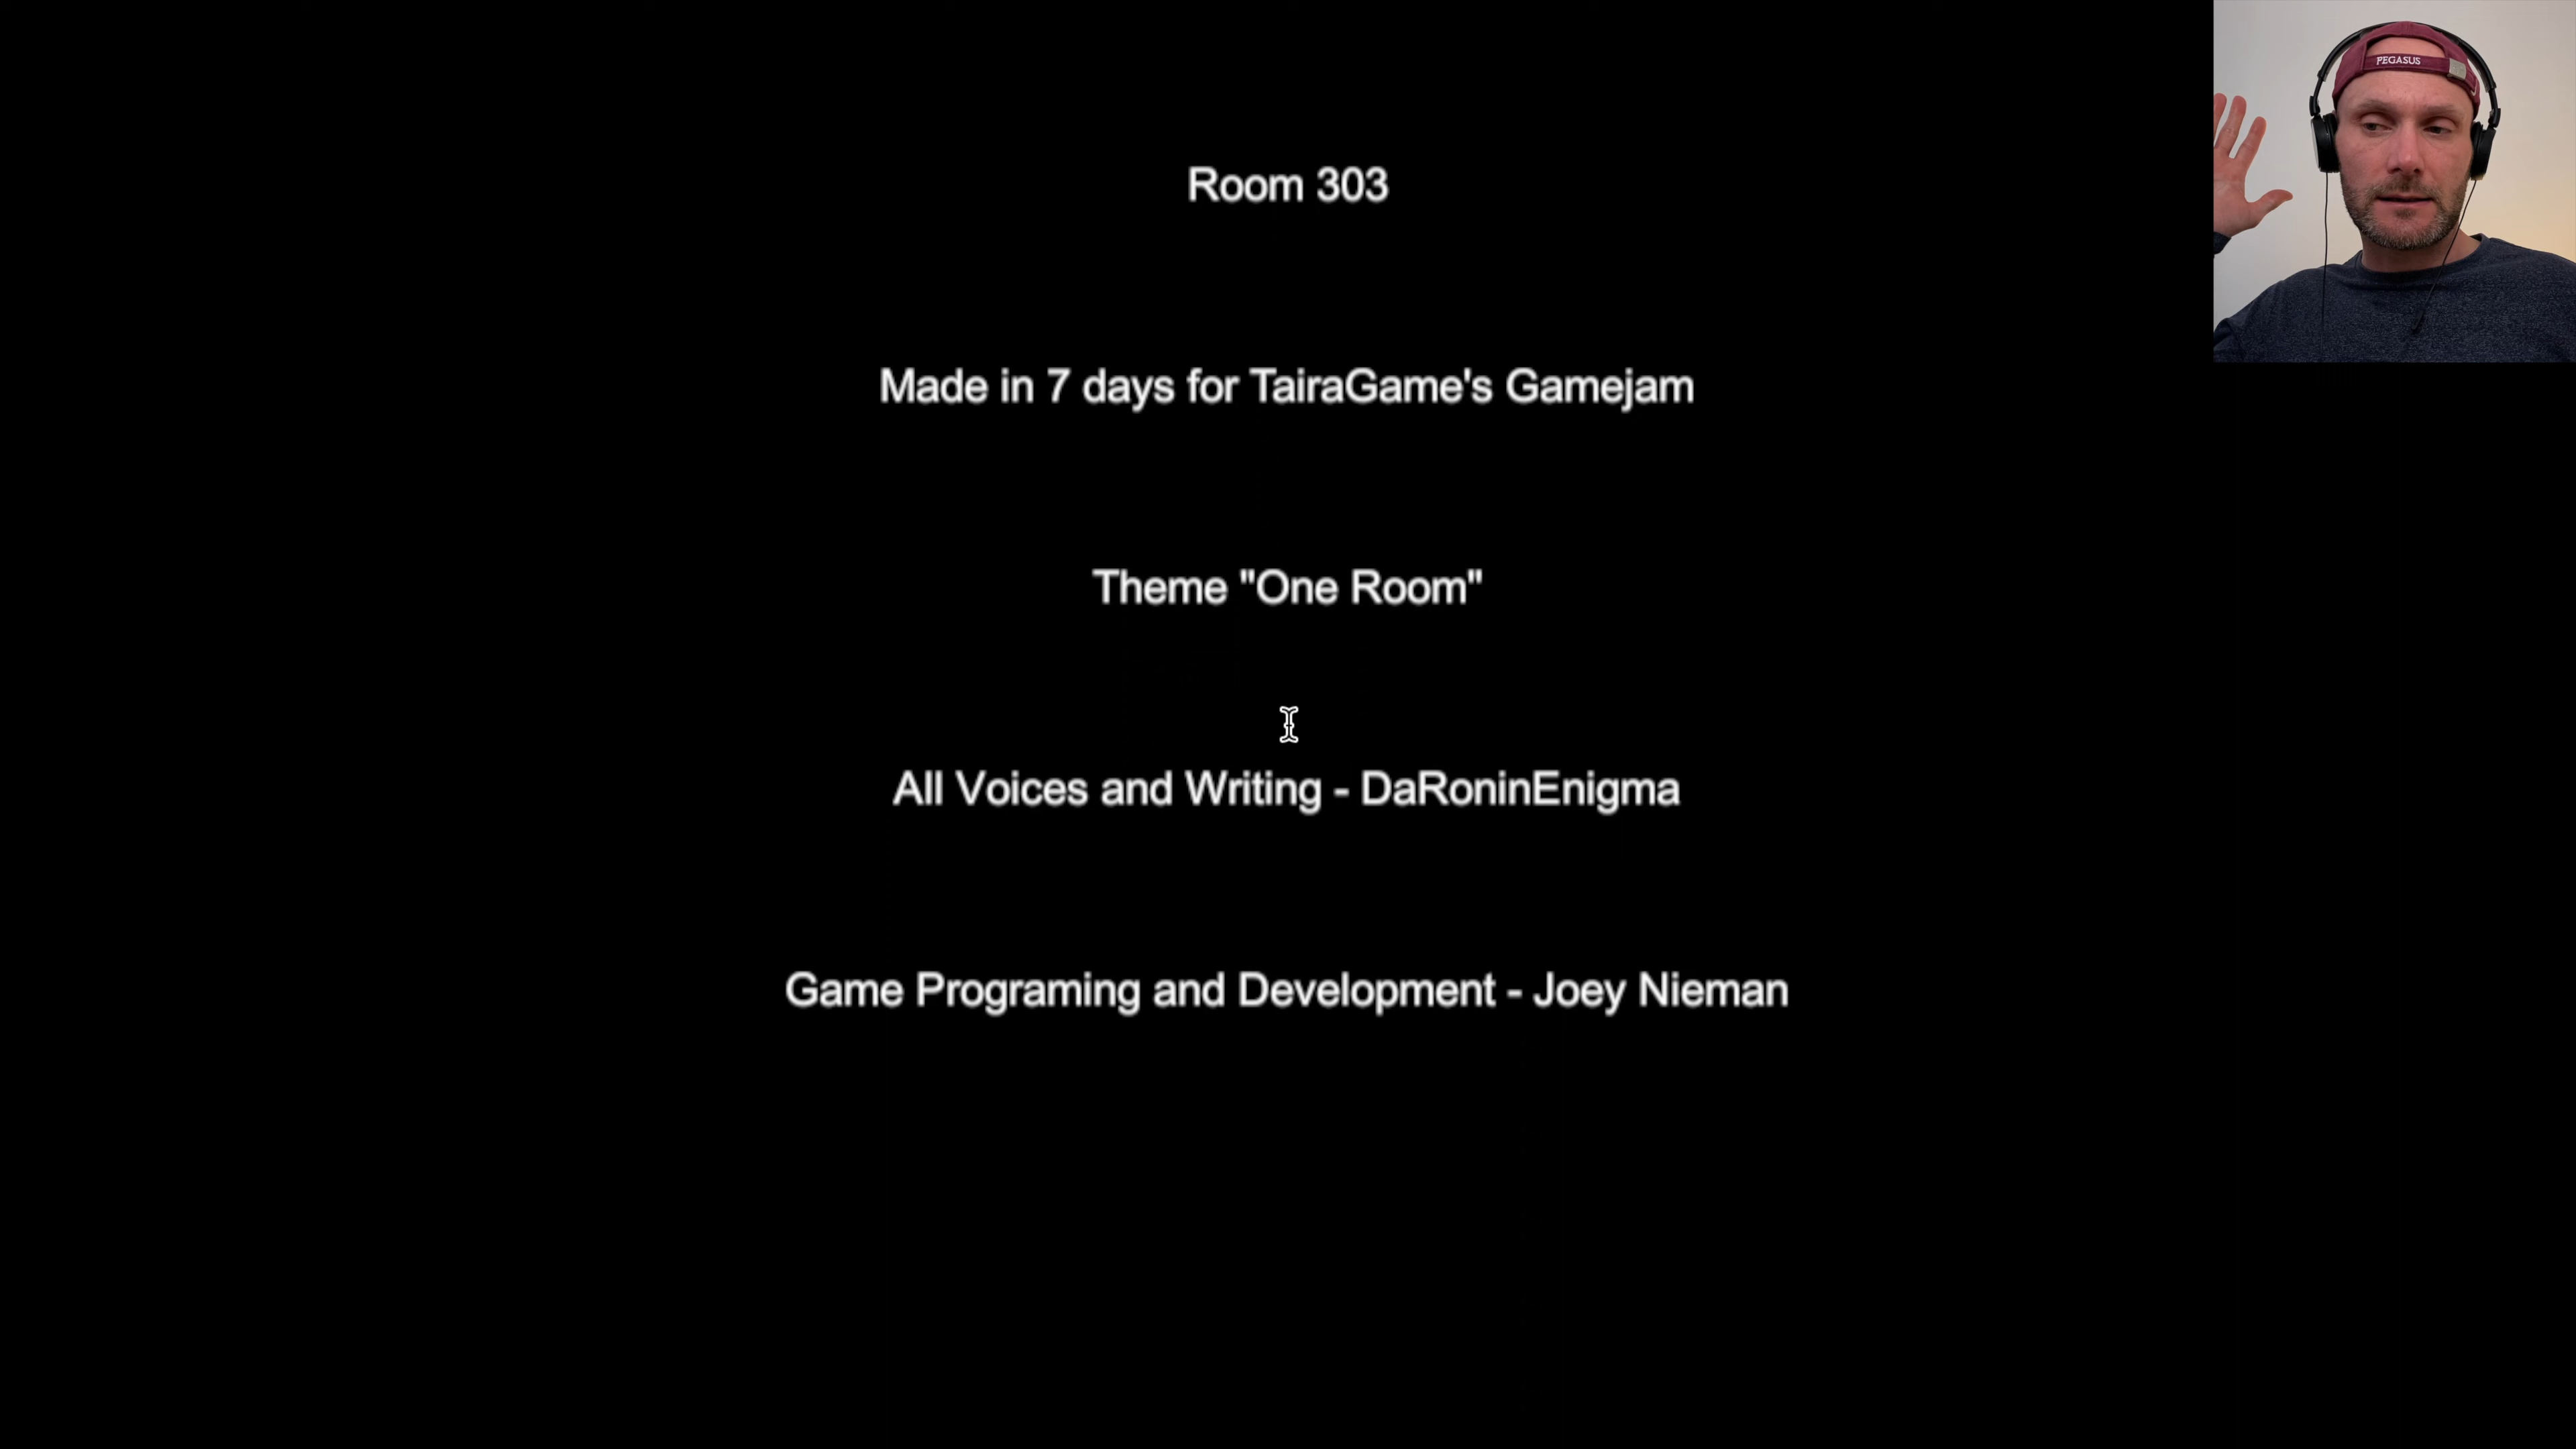 PEGASUS
Room 303
Made in 7 days for TairaGame's Gamejam
Theme "One Room"
All Voices and Writing - DaRoninEnigma
Game Programing and Development - Joey Nieman